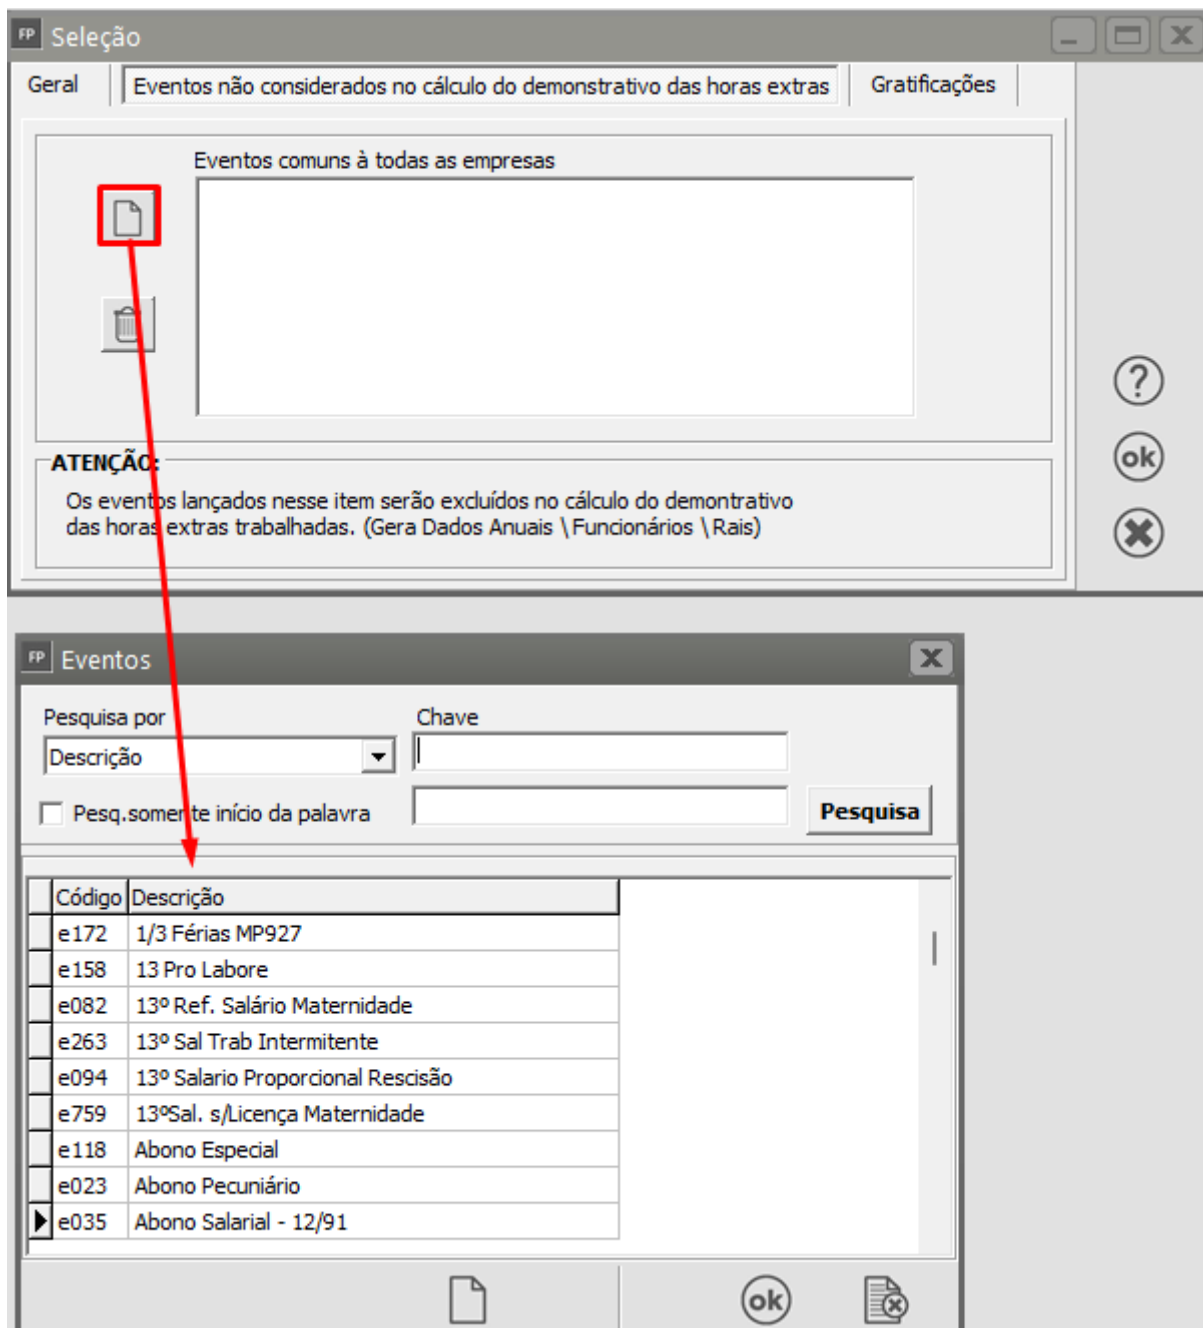 FP Seleção
Geral Eventos não considerados no cálculo do demonstrativo das horas extras Gratificações
Eventos comuns à todas as empresas
ATENÇÃO:
Os eventos lançados nesse item serão excluídos no cálculo do demontrativo
das horas extras trabalhadas. (Gera Dados Anuais \ Funcionários \ Rais)
?
ok
FP Eventos
Pesquisa por Chave
Descrição
Pesq.somente início da palavra Pesquisa
Código Descrição
e172 1/3 Férias MP927
e158 13 Pro Labore
e082 13º Ref. Salário Maternidade
e263 13º Sal Trab Intermitente
e094 13º Salario Proporcional Rescisão
e759 13ºSal. s/Licença Maternidade
e118 Abono Especial
e023 Abono Pecuniário
e035 Abono Salarial - 12/91
ok